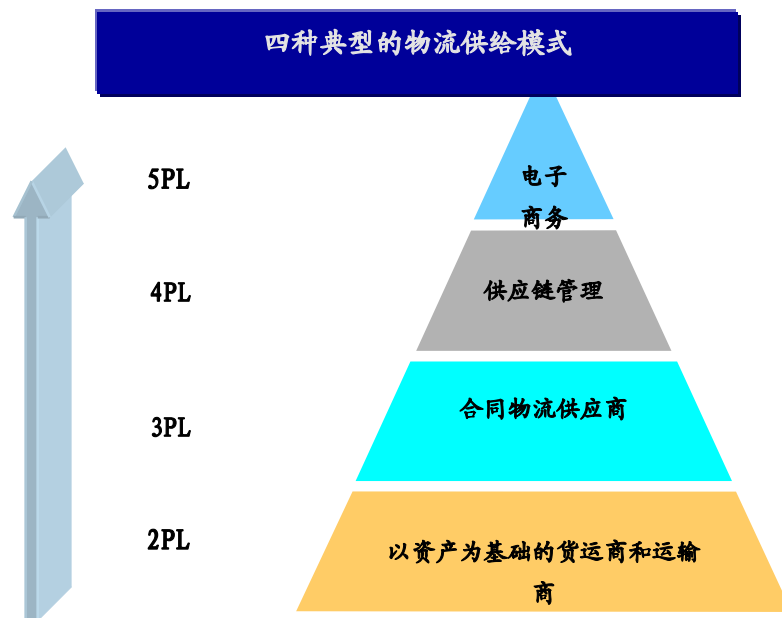 四种典型的物流供给模式
5PL
电子
商务
4PL
供应链管理
3PL
合同物流供应商
2PL
以资产为基础的货运商和运输
商